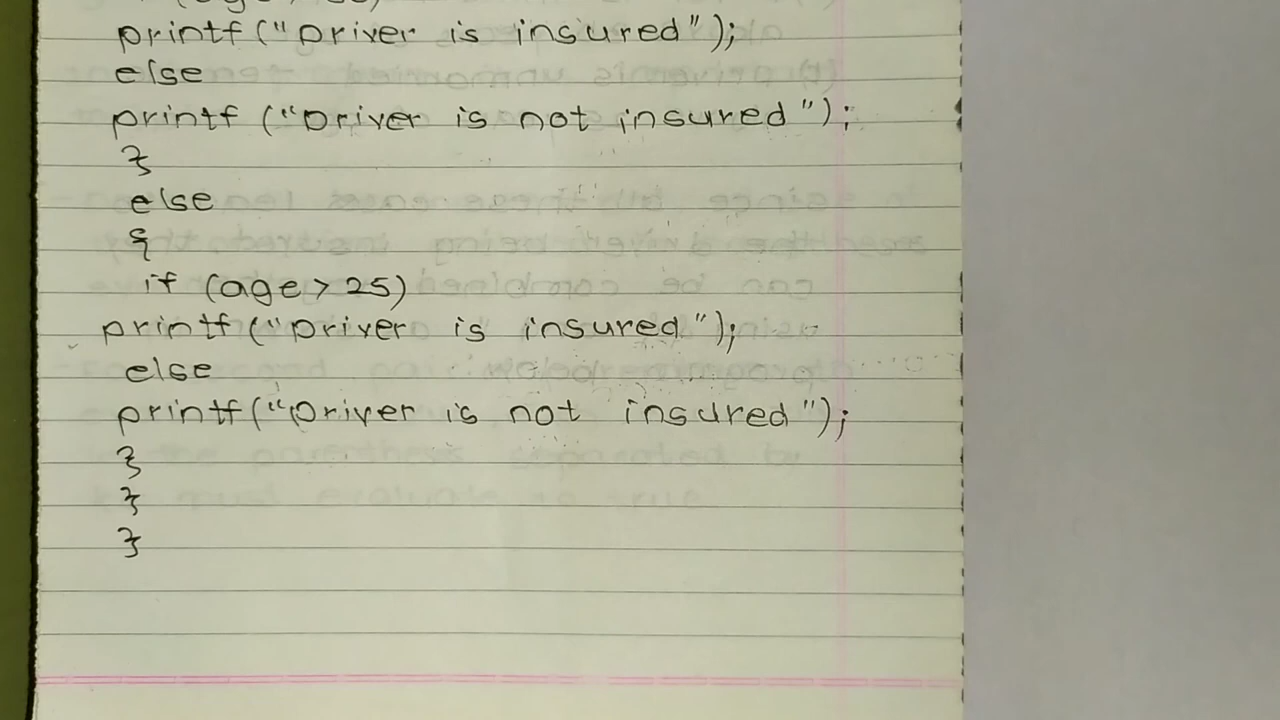 printf("Driver is insured");
else
printf ("Driver is not insured");
}
else
{
if (age > 25)
printf("Driver is insured");
else
printf("Driver is not insured");
}
}
}